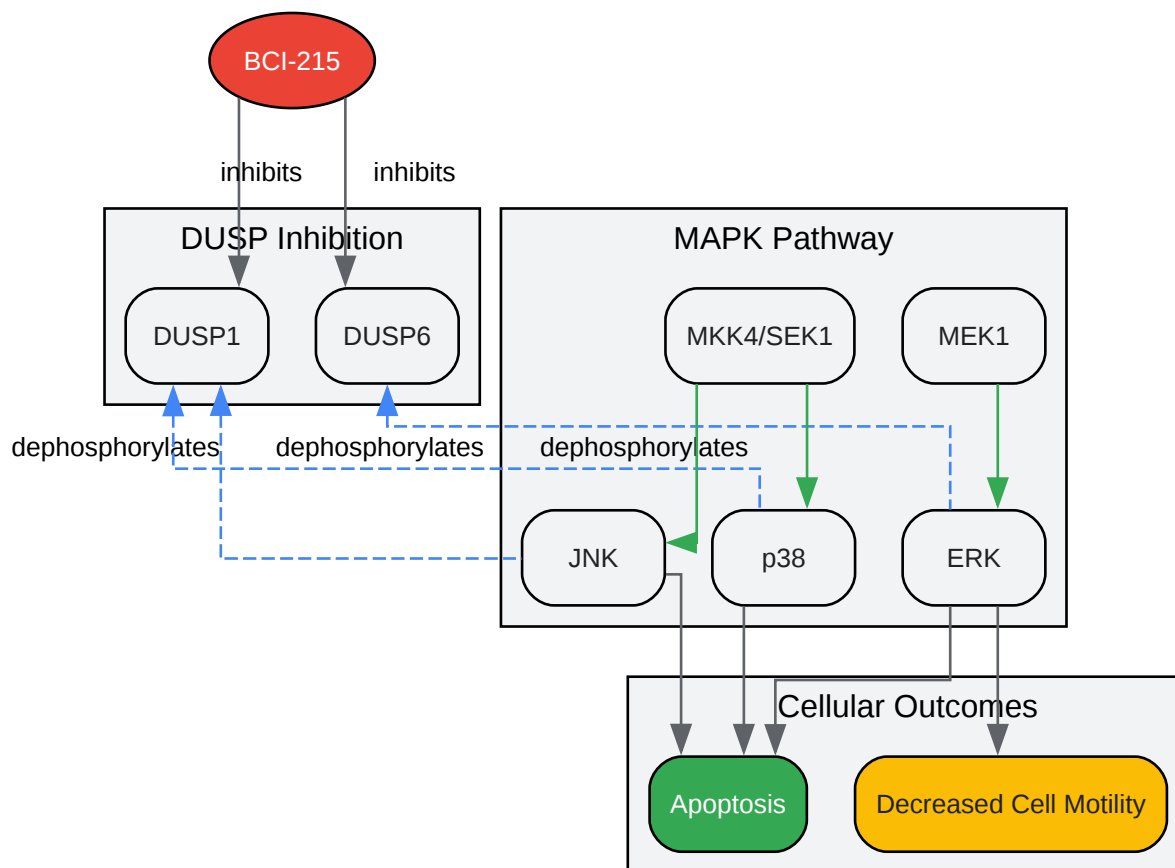 BCI-215
inhibits
inhibits
DUSP Inhibition
MAPK Pathway
DUSP1
DUSP6
MKK4/SEK1
MEK1
dephosphorylates
dephosphorylates
dephosphorylates
JNK
p38
ERK
Cellular Outcomes
Apoptosis
Decreased Cell Motility